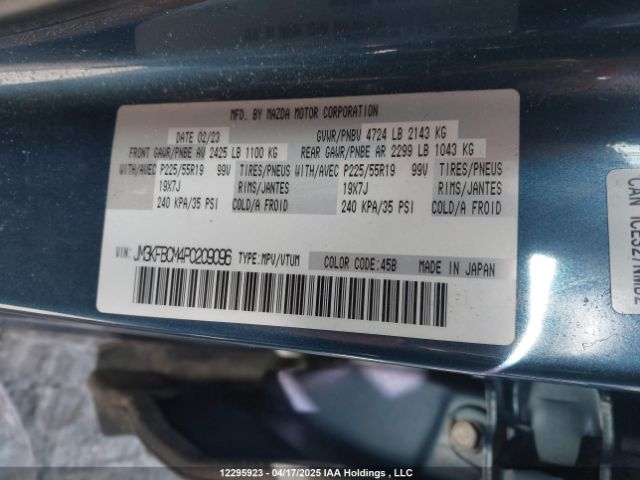 MFD. BY MAZDA MOTOR CORPORATION
DATE 02/23 GVWR/PNBV 4724 LB 2143 KG
FRONT GAWR/PNBE AV 2425 LB 1100 KG REAR GAWR/PNBE AR 2299 LB 1043 KG
WITH/AVEC P225/55R19 99V TIRES/PNEUS WITH/AVEC P225/55R19 99V TIRES/PNEUS
19X7J RIMS/JANTES 19X7J RIMS/JANTES
240 KPA/35 PSI COLD/A FROID 240 KPA/35 PSI COLD/A FROID
VIN: JM3KFBCM4P0209096 TYPE:MPV/VTUM COLOR CODE:45B MADE IN JAPAN
12295923 - 04/17/2025 IAA Holdings , LLC